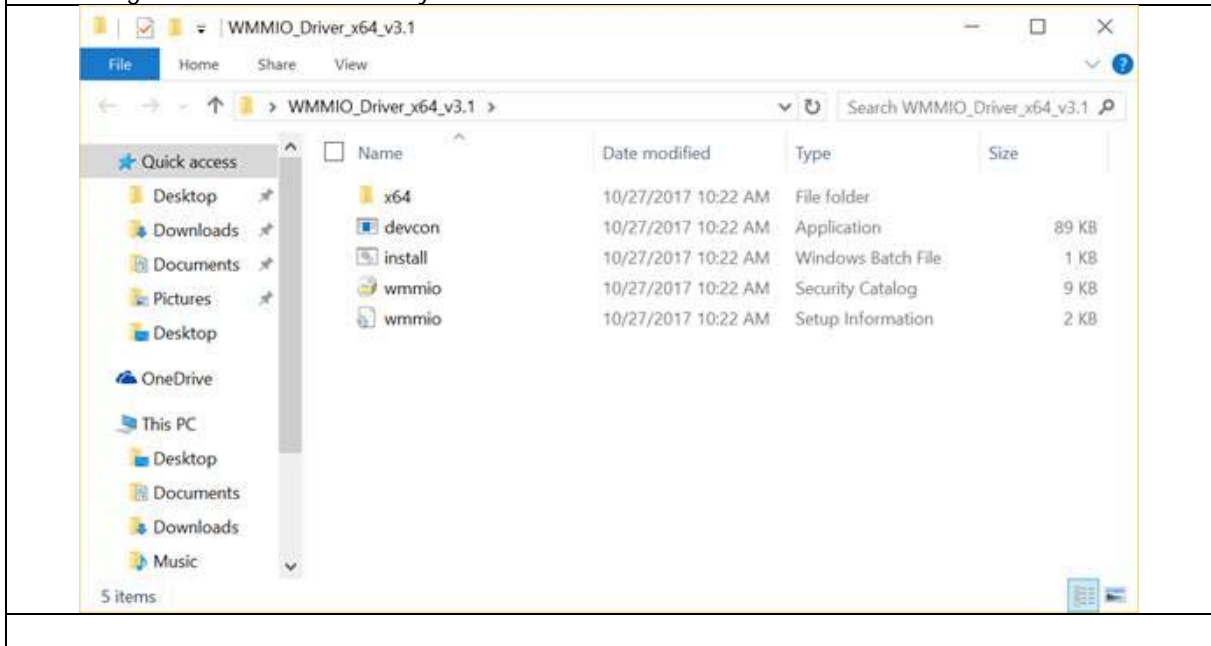 WMMIO_Driver_x64_v3.1
File Home Share View
WMMIO_Driver_x64_v3.1 Search WMMIO_Driver_x64_v3.1
Name Date modified Type Size
Quick access
Desktop x64 10/27/2017 10:22 AM File folder
Downloads devcon 10/27/2017 10:22 AM Application 89 KB
Documents install 10/27/2017 10:22 AM Windows Batch File 1 KB
Pictures wmmio 10/27/2017 10:22 AM Security Catalog 9 KB
Desktop wmmio 10/27/2017 10:22 AM Setup Information 2 KB
OneDrive
This PC
Desktop
Documents
Downloads
Music
5 items